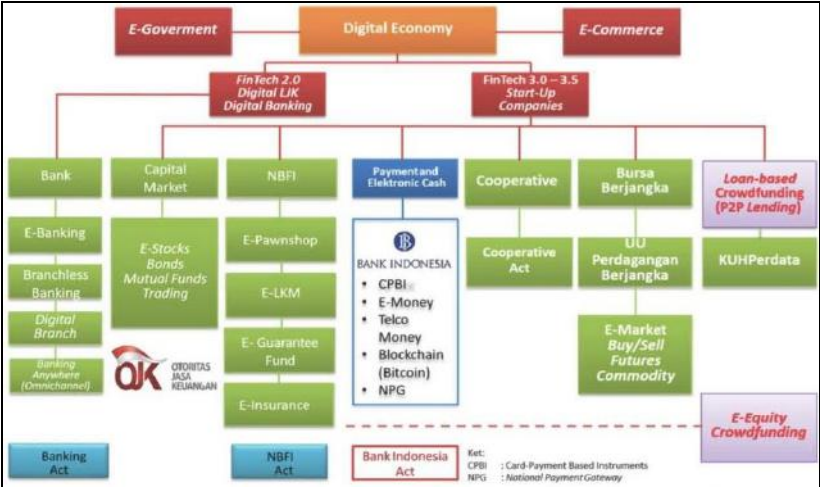 E-Goverment
Digital Economy
E-Commerce
FinTech 2.0
Digital LJK
Digital Banking
FinTech 3.0 – 3.5
Start-Up
Companies
Bank
Capital
Market
NBFI
Payment and
Elektronic Cash
Cooperative
Bursa
Berjangka
Loan-based
Crowdfunding
(P2P Lending)
E-Banking
Branchless
Banking
Digital
Branch
Banking
Anywhere
(Omnichannel)
E-Stocks
Bonds
Mutual Funds
Trading
OJK
OTORITAS
JASA
KEUANGAN
E-Pawnshop
E-LKM
E- Guarantee
Fund
E-Insurance
BANK INDONESIA
• CPBI
• E-Money
• Telco
Money
• Blockchain
(Bitcoin)
• NPG
Cooperative
Act
UU
Perdagangan
Berjangka
E-Market
Buy/Sell
Futures
Commodity
KUHPerdata
E-Equity
Crowdfunding
Banking
Act
NBFI
Act
Bank Indonesia
Act
Ket:
CPBI : Card-Payment Based Instruments
NPG : National Payment Gateway